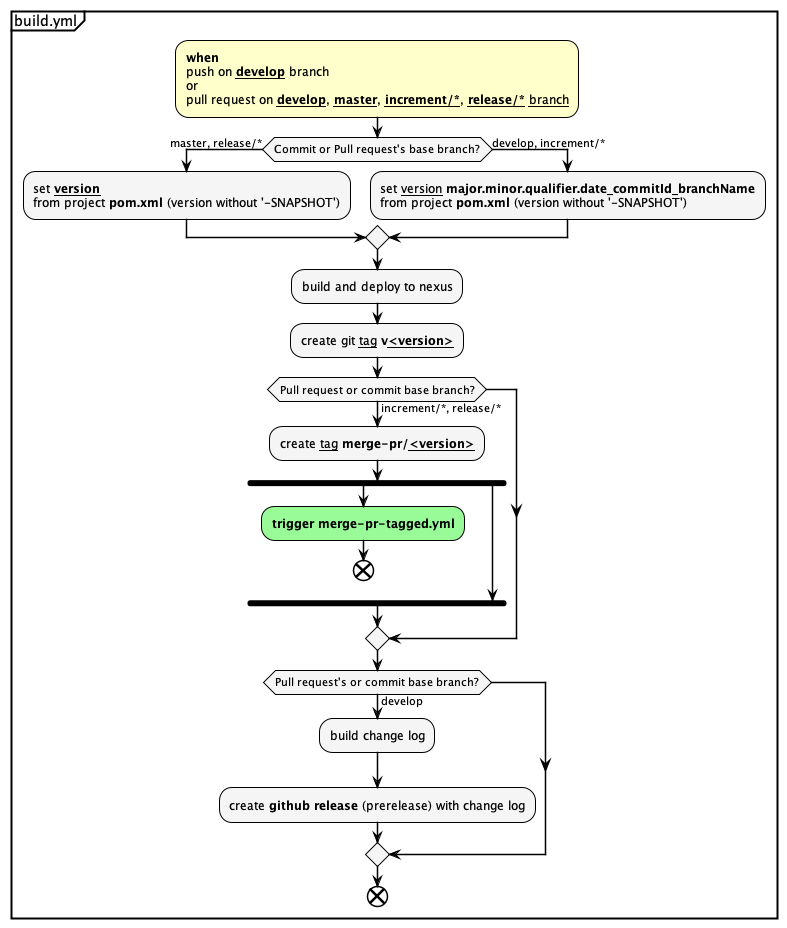 build.yml
when
push on develop branch
or
pull request on develop, master, increment/*, release/* branch
master, release/*
Commit or Pull request's base branch?
develop, increment/*
set version
from project pom.xml (version without '-SNAPSHOT')
set version major.minor.qualifier.date_commitId_branchName
from project pom.xml (version without '-SNAPSHOT')
build and deploy to nexus
create git tag v<version>
Pull request or commit base branch?
increment/*, release/*
create tag merge-pr/<version>
trigger merge-pr-tagged.yml
Pull request's or commit base branch?
develop
build change log
create github release (prerelease) with change log